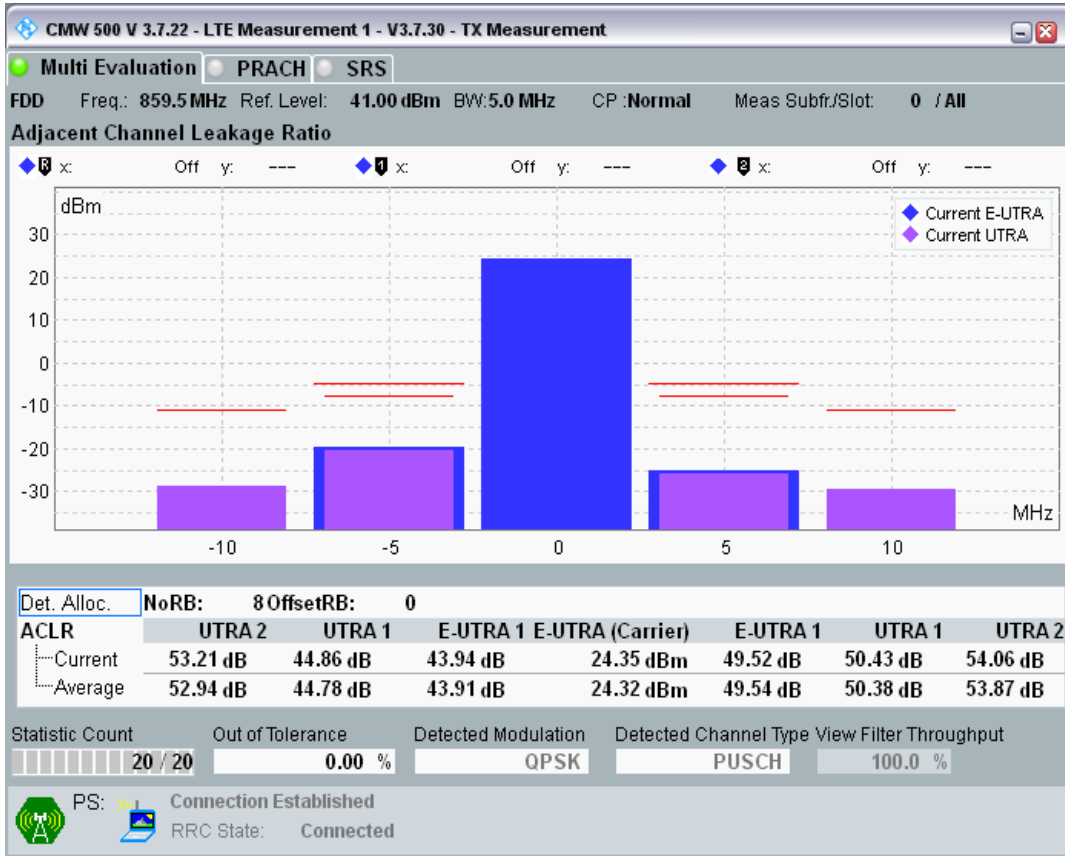 CMW 500 V 3.7.22 - LTE Measurement 1 - V3.7.30 - TX Measurement
Multi Evaluation PRACH SRS
FDD Freq.: 859.5 MHz Ref. Level: 41.00 dBm BW: 5.0 MHz CP :Normal Meas Subfr./Slot: 0 / All
Adjacent Channel Leakage Ratio
R x: Off y: --- 1 x: Off y: --- 2 x: Off y: ---
dBm
Current E-UTRA
Current UTRA
30
20
10
0
-10
-20
-30
MHz
-10 -5 0 5 10
Det. Alloc. NoRB: 8 OffsetRB: 0
ACLR UTRA 2 UTRA 1 E-UTRA 1 E-UTRA (Carrier) E-UTRA 1 UTRA 1 UTRA 2
Current 53.21 dB 44.86 dB 43.94 dB 24.35 dBm 49.52 dB 50.43 dB 54.06 dB
Average 52.94 dB 44.78 dB 43.91 dB 24.32 dBm 49.54 dB 50.38 dB 53.87 dB
Statistic Count Out of Tolerance Detected Modulation Detected Channel Type View Filter Throughput
20 / 20 0.00 % QPSK PUSCH 100.0 %
PS: Connection Established
RRC State: Connected